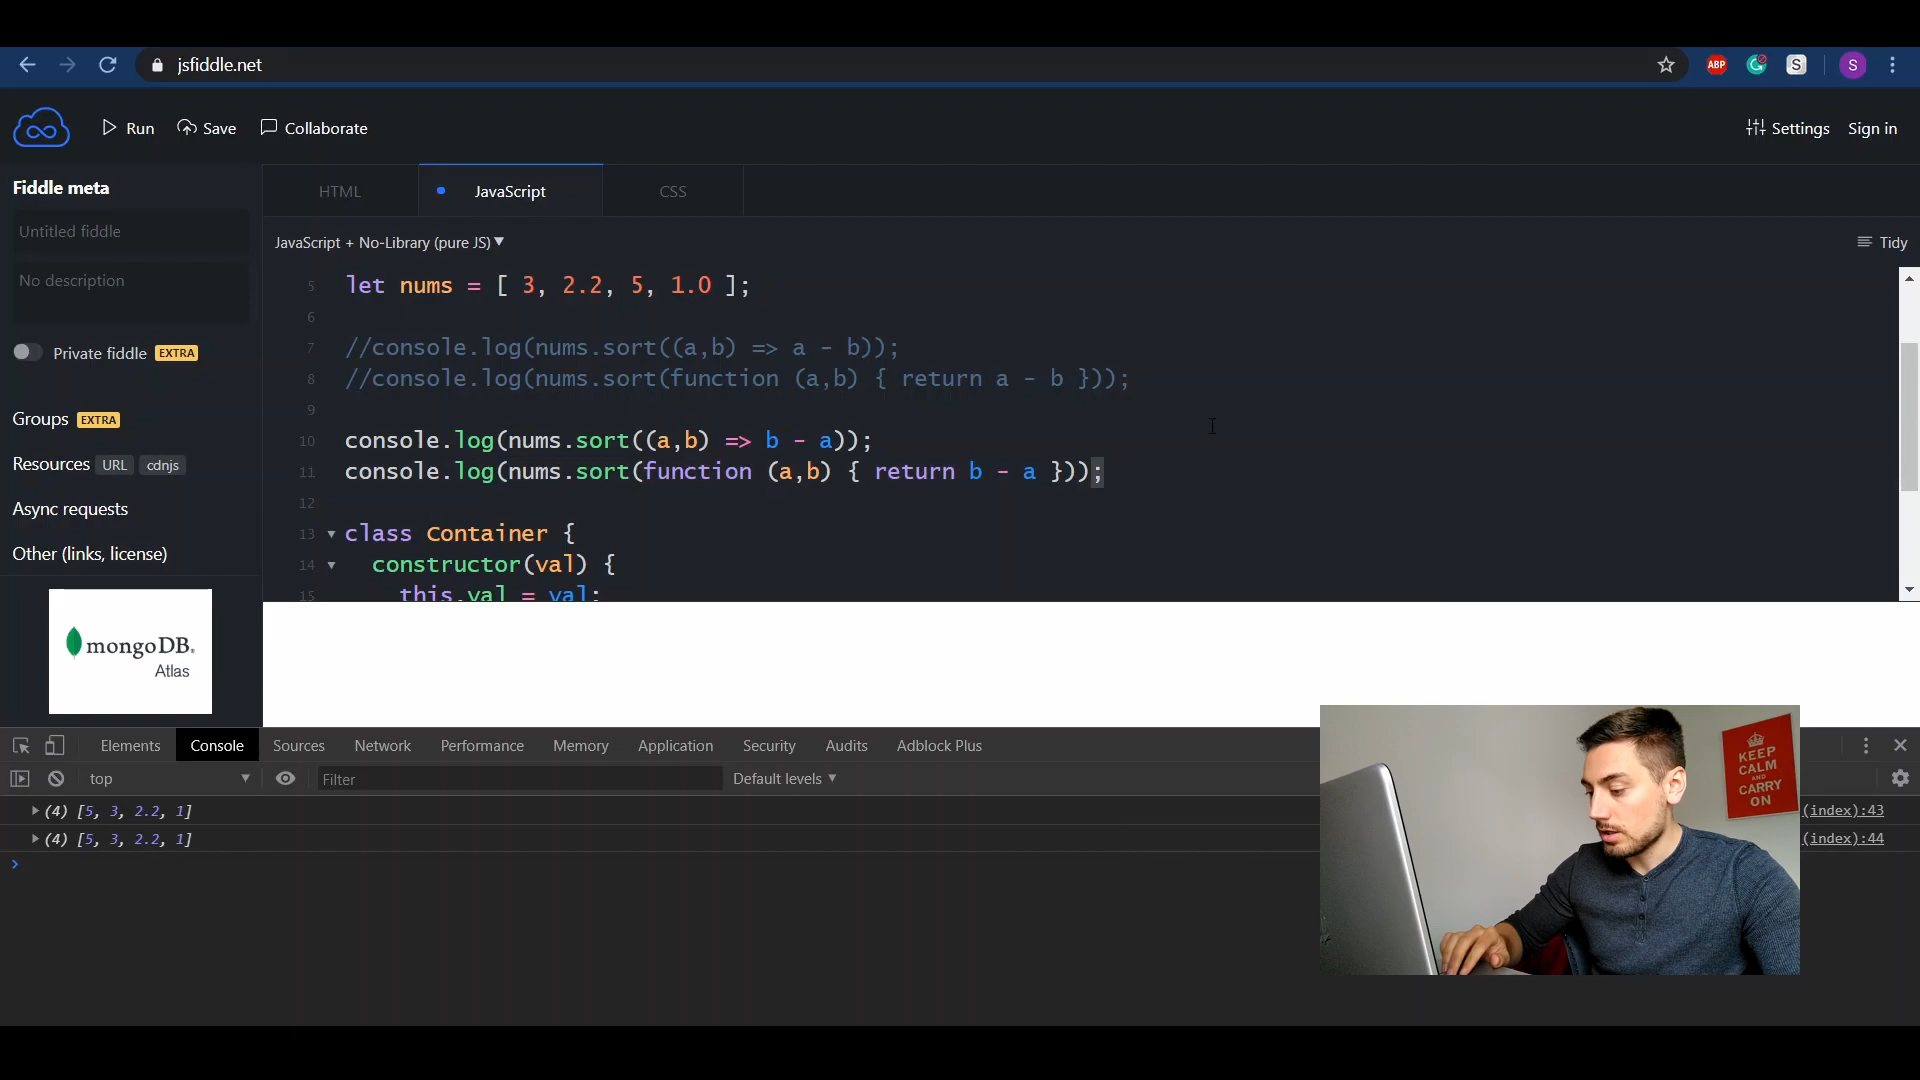 jsfiddle.net
ABP
S
S
Run
Save
Collaborate
Settings
Sign in
Fiddle meta
Untitled fiddle
No description
Private fiddle EXTRA
Groups EXTRA
Resources URL cdnjs
Async requests
Other (links, license)
mongoDB.
Atlas
HTML
JavaScript
CSS
JavaScript + No-Library (pure JS)
Tidy
5 let nums = [ 3, 2.2, 5, 1.0 ];
6
7 //console.log(nums.sort((a,b) => a - b));
8 //console.log(nums.sort(function (a,b) { return a - b }));
9
10 console.log(nums.sort((a,b) => b - a));
11 console.log(nums.sort(function (a,b) { return b - a }));
12
13 class Container {
14 constructor(val) {
15 this.val = val;
Elements Console Sources Network Performance Memory Application Security Audits Adblock Plus
top
Filter
Default levels
(4) [5, 3, 2.2, 1]
(index):43
(4) [5, 3, 2.2, 1]
(index):44
KEEP
CALM
AND
CARRY
ON